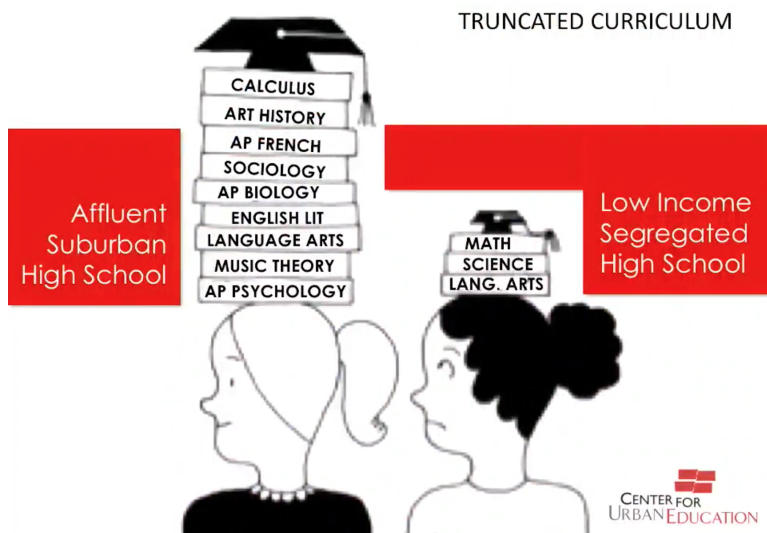 TRUNCATED CURRICULUM
CALCULUS
ART HISTORY
AP FRENCH
SOCIOLOGY
AP BIOLOGY
ENGLISH LIT
LANGUAGE ARTS
MUSIC THEORY
AP PSYCHOLOGY
Affluent
Suburban
High School
MATH
SCIENCE
LANG. ARTS
Low Income
Segregated
High School
CENTER FOR
URBAN EDUCATION